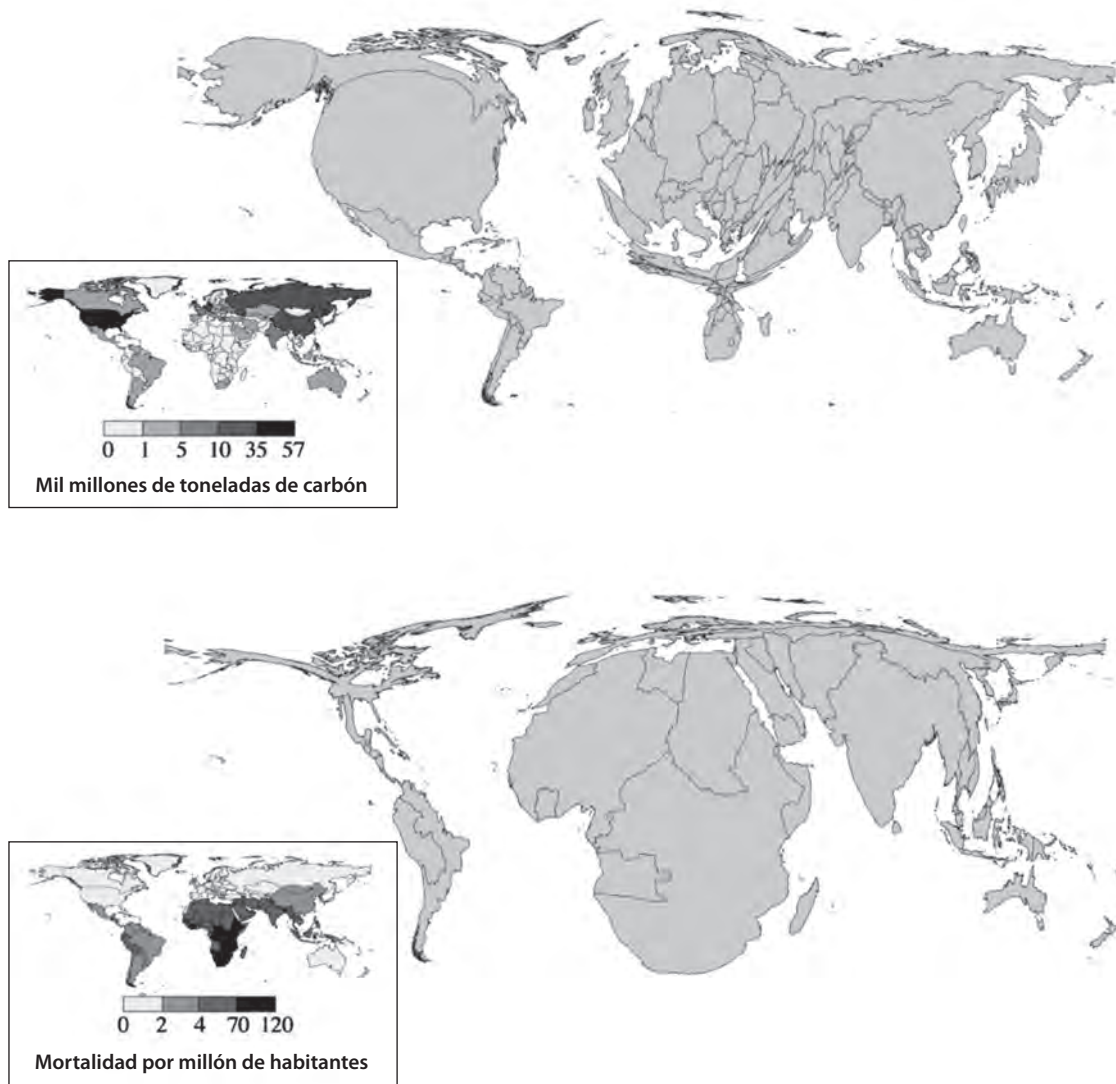 0 1 5 10 35 57
Mil millones de toneladas de carbón
0 2 4 70 120
Mortalidad por millón de habitantes